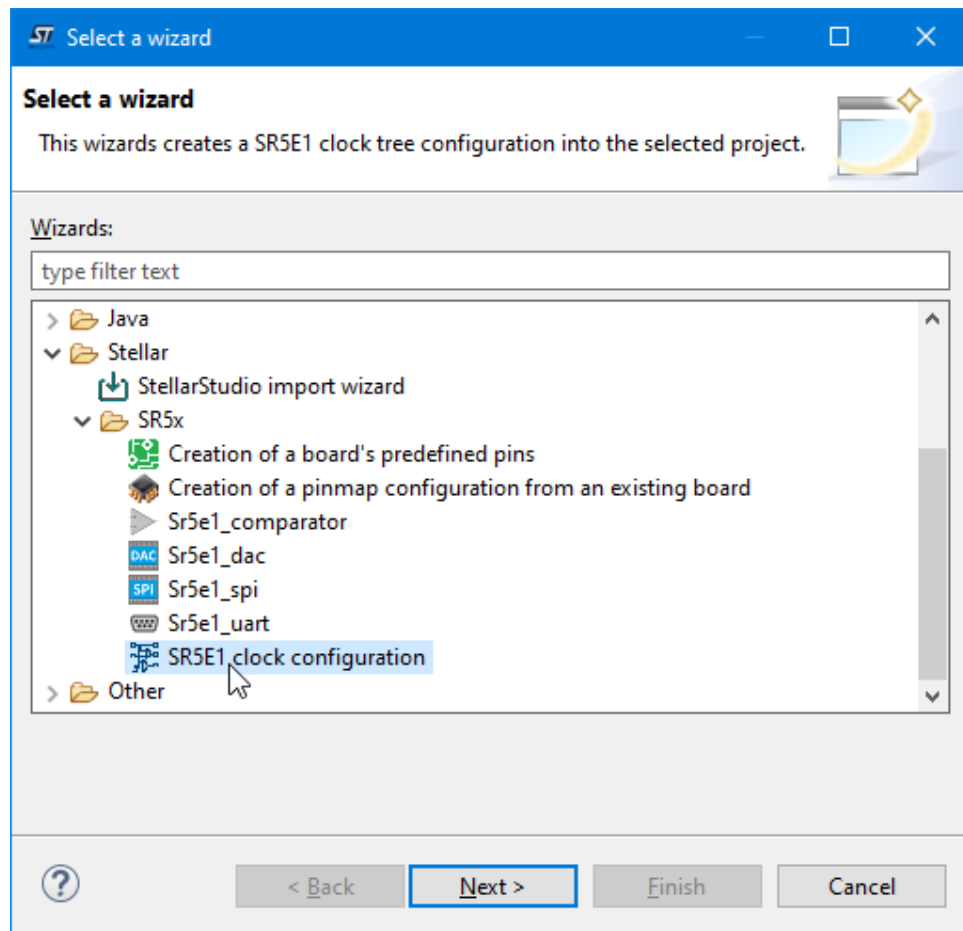 ST Select a wizard
Select a wizard
This wizards creates a SR5E1 clock tree configuration into the selected project.
Wizards:
type filter text
Java
Stellar
StellarStudio import wizard
SR5x
Creation of a board's predefined pins
Creation of a pinmap configuration from an existing board
Sr5e1_comparator
DAC Sr5e1_dac
SPI Sr5e1_spi
Sr5e1_uart
SR5E1 clock configuration
Other
? < Back Next > Finish Cancel